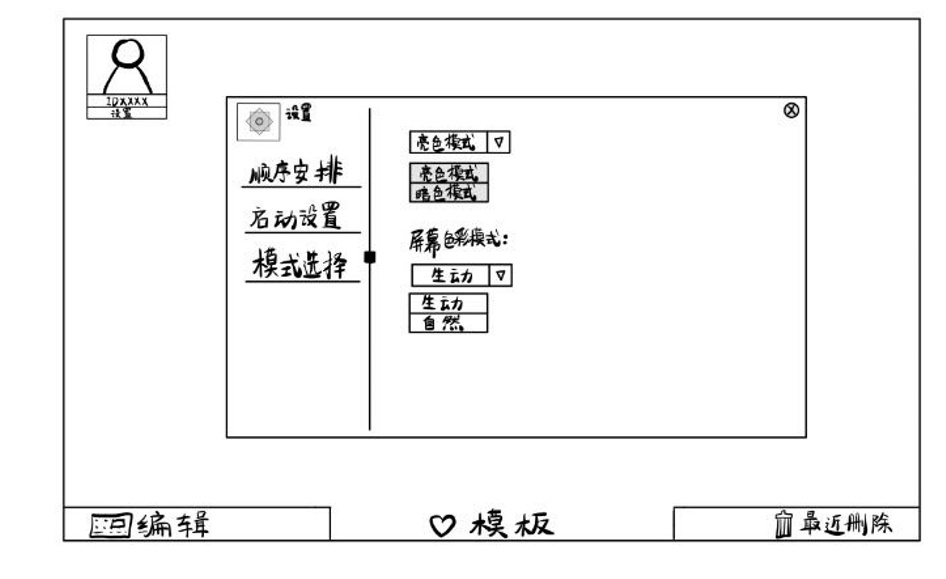 IDXXXX
设置
设置
顺序安排
启动设置
模式选择
亮色模式
亮色模式
暗色模式
屏幕色彩模式：
生动
生动
自然
编辑
模板
最近删除